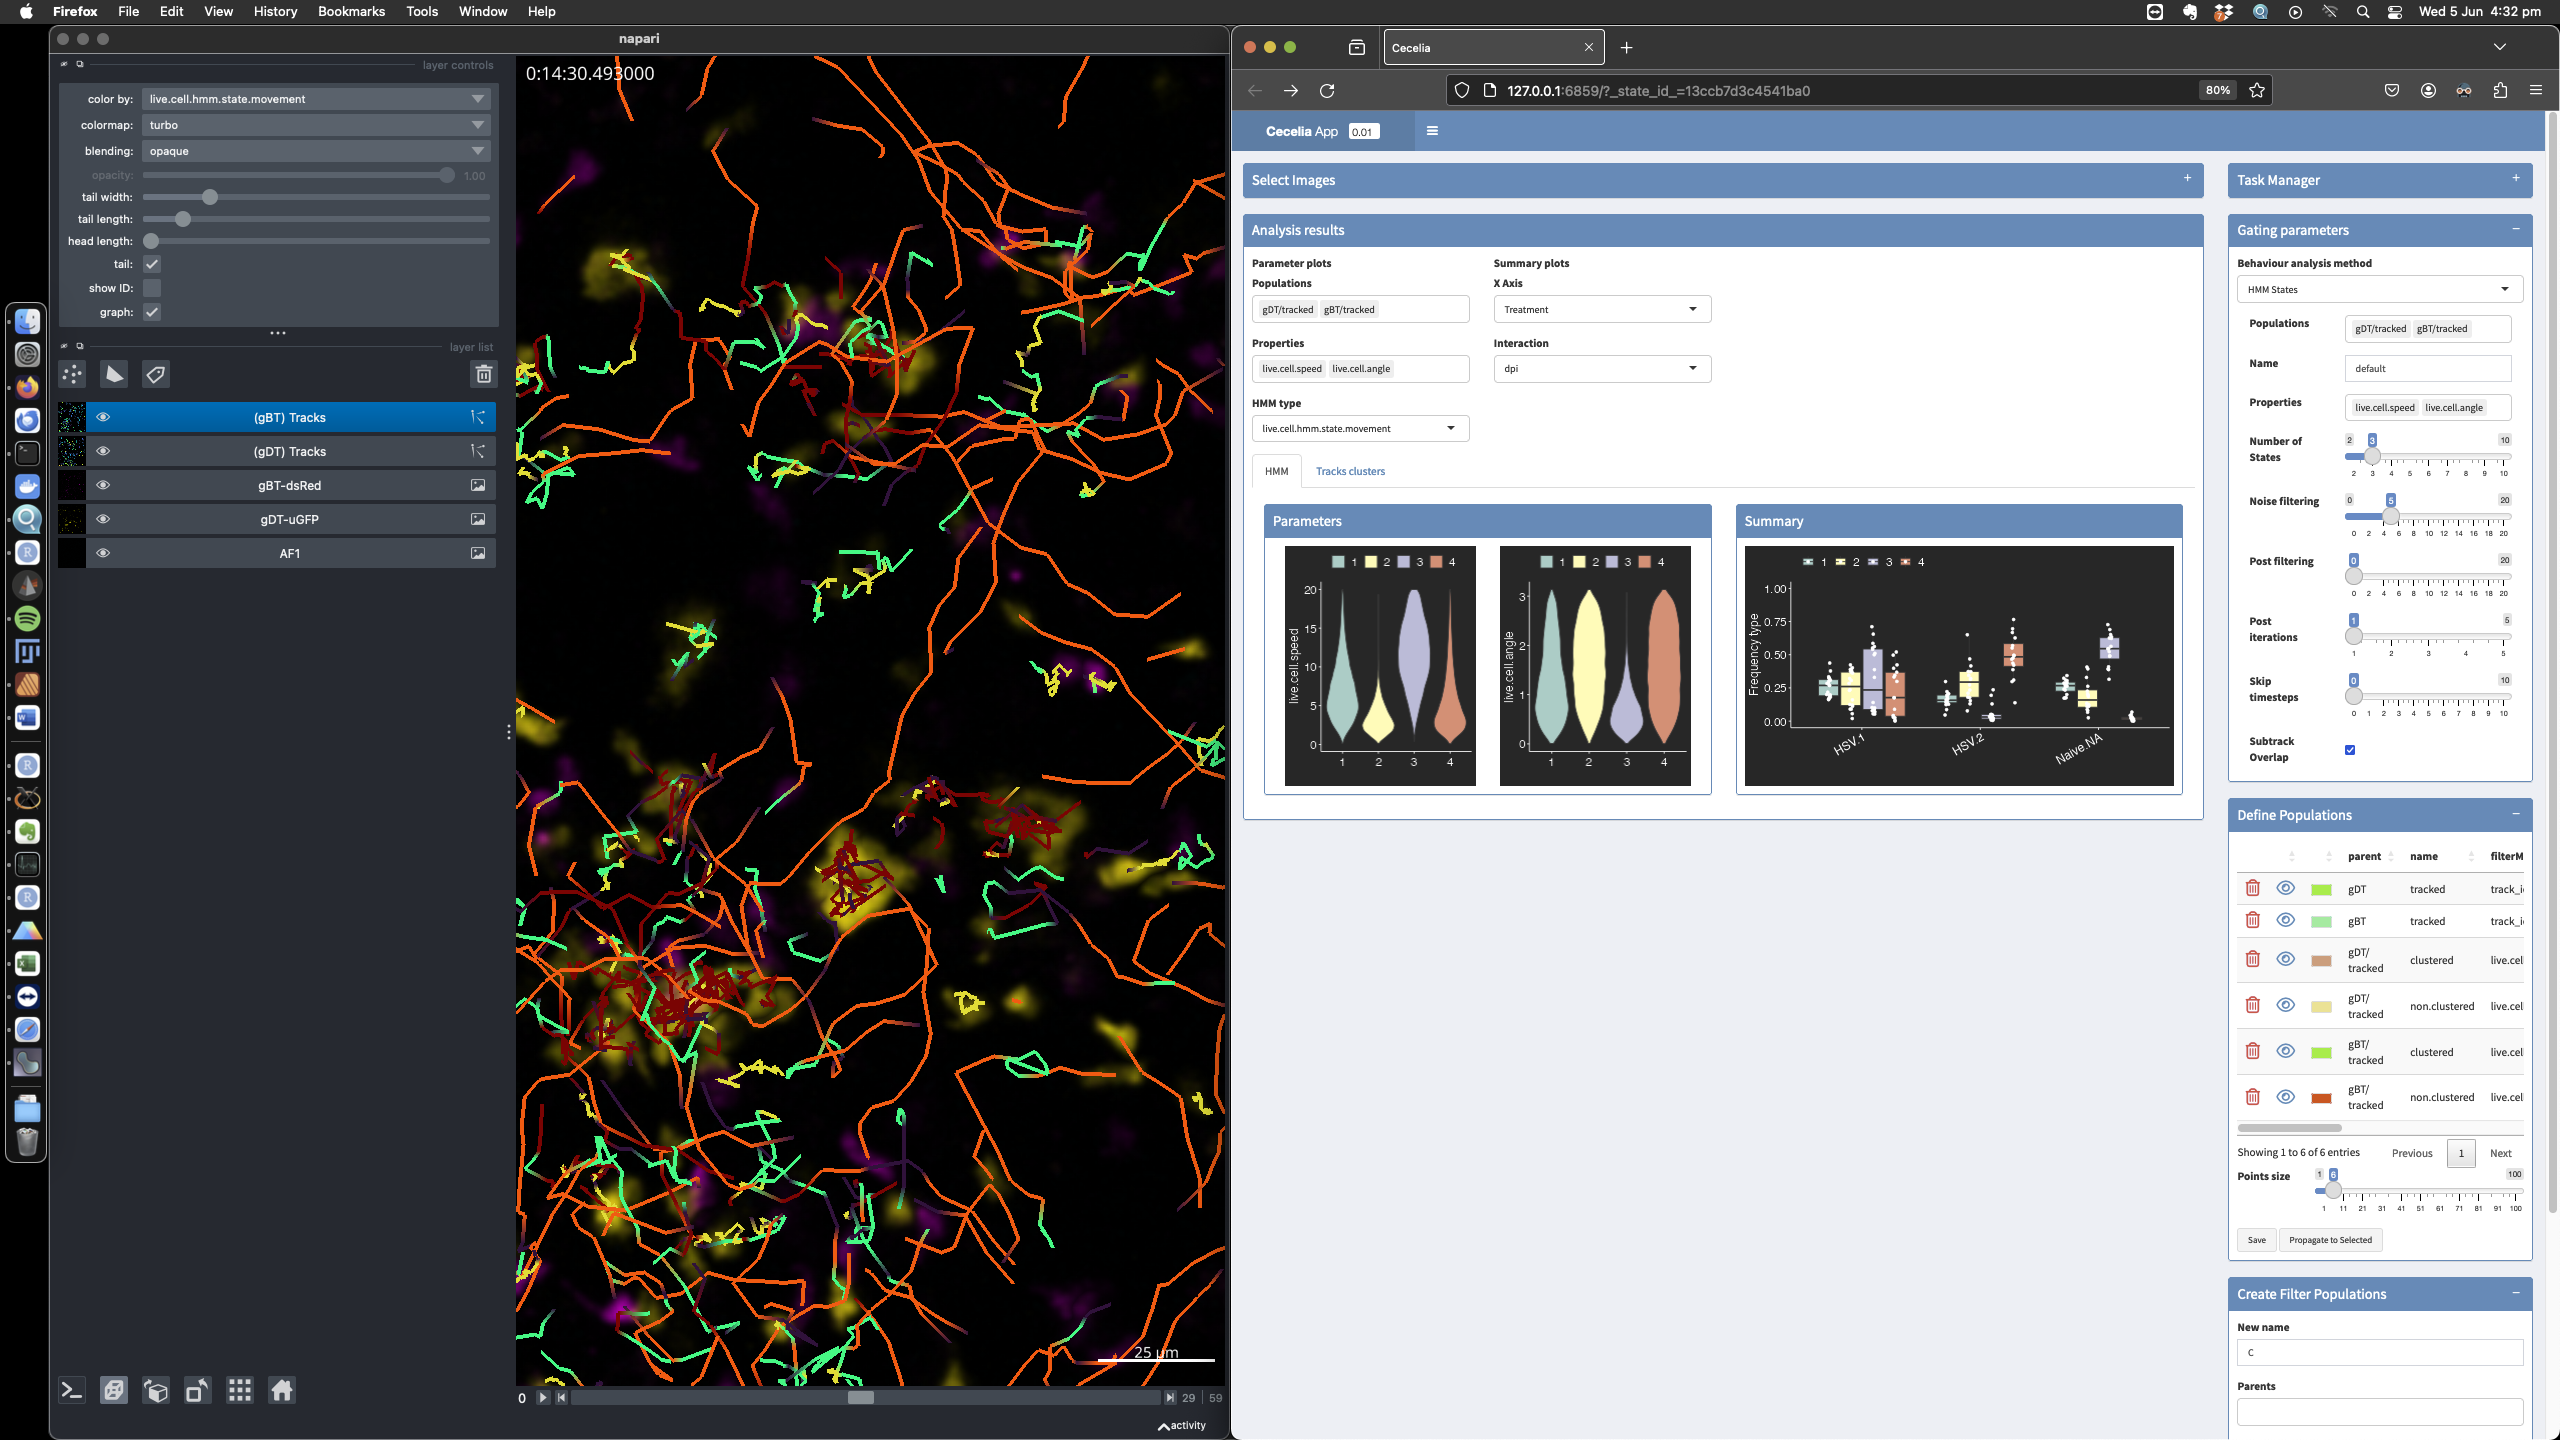 Firefox File Edit View History Bookmarks Tools Window Help
7
Wed 5 Jun 4:32 pm
napari
layer controls
color by: live.cell.hmm.state.movement
colormap: turbo
blending: opaque
opacity: 1.00
tail width:
tail length:
head length:
tail:
show ID:
graph:
layer list
(gBT) Tracks
(gDT) Tracks
gBT-dsRed
gDT-uGFP
AF1
0:14:30.493000
25 μm
0 29 59
activity
Cecelia
127.0.0.1:6859/?_state_id_=13ccb7d3c4541ba0
80%
Cecelia App 0.01
Select Images +
Analysis results
Parameter plots
Populations
gDT/tracked gBT/tracked
Properties
live.cell.speed live.cell.angle
HMM type
live.cell.hmm.state.movement
Summary plots
X Axis
Treatment
Interaction
dpi
HMM Tracks clusters
Parameters
1 2 3 4
live.cell.speed
20
15
10
5
0
1 2 3 4
1 2 3 4
live.cell.angle
3
2
1
0
1 2 3 4
Summary
1 2 3 4
Frequency type
1.00
0.75
0.50
0.25
0.00
HSV.1 HSV.2 Naive.NA
Task Manager +
Gating parameters −
Behaviour analysis method
HMM States
Populations gDT/tracked gBT/tracked
Name default
Properties live.cell.speed live.cell.angle
Number of States
2 3 10
2 3 4 5 6 7 8 9 10
Noise filtering
0 5 20
0 2 4 6 8 10 12 14 16 18 20
Post filtering
0 20
0 2 4 6 8 10 12 14 16 18 20
Post iterations
1 5
1 2 3 4 5
Skip timesteps
0 10
0 1 2 3 4 5 6 7 8 9 10
Subtrack Overlap
Define Populations −
parent name filterM
gDT tracked track_i
gBT tracked track_i
gDT/tracked clustered live.cel
gDT/tracked non.clustered live.cel
gBT/tracked clustered live.cel
gBT/tracked non.clustered live.cel
Showing 1 to 6 of 6 entries Previous 1 Next
Points size
1 6 100
1 11 21 31 41 51 61 71 81 91 100
Save Propagate to Selected
Create Filter Populations −
New name
C
Parents